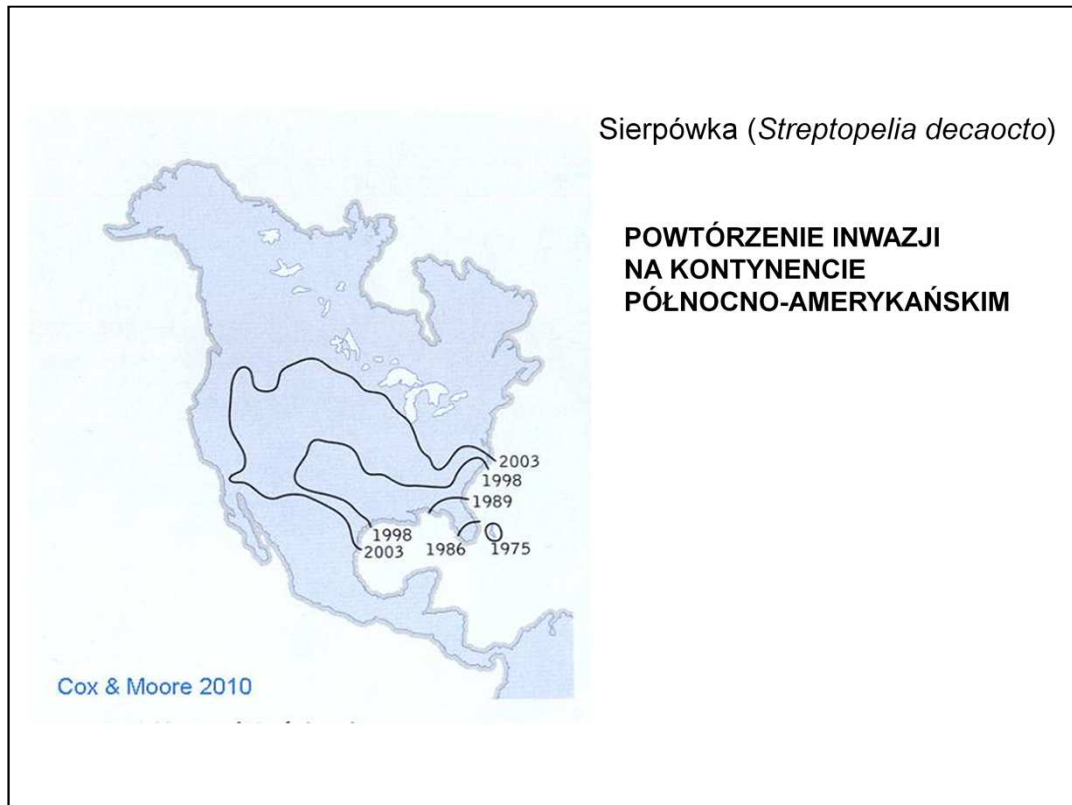 Sierpówka (Streptopelia decaocto)
POWTÓRZENIE INWAZJI
NA KONTYNENCIE
PÓŁNOCNO-AMERYKAŃSKIM
2003
1998
1989
1998
2003
1986
1975
Cox & Moore 2010